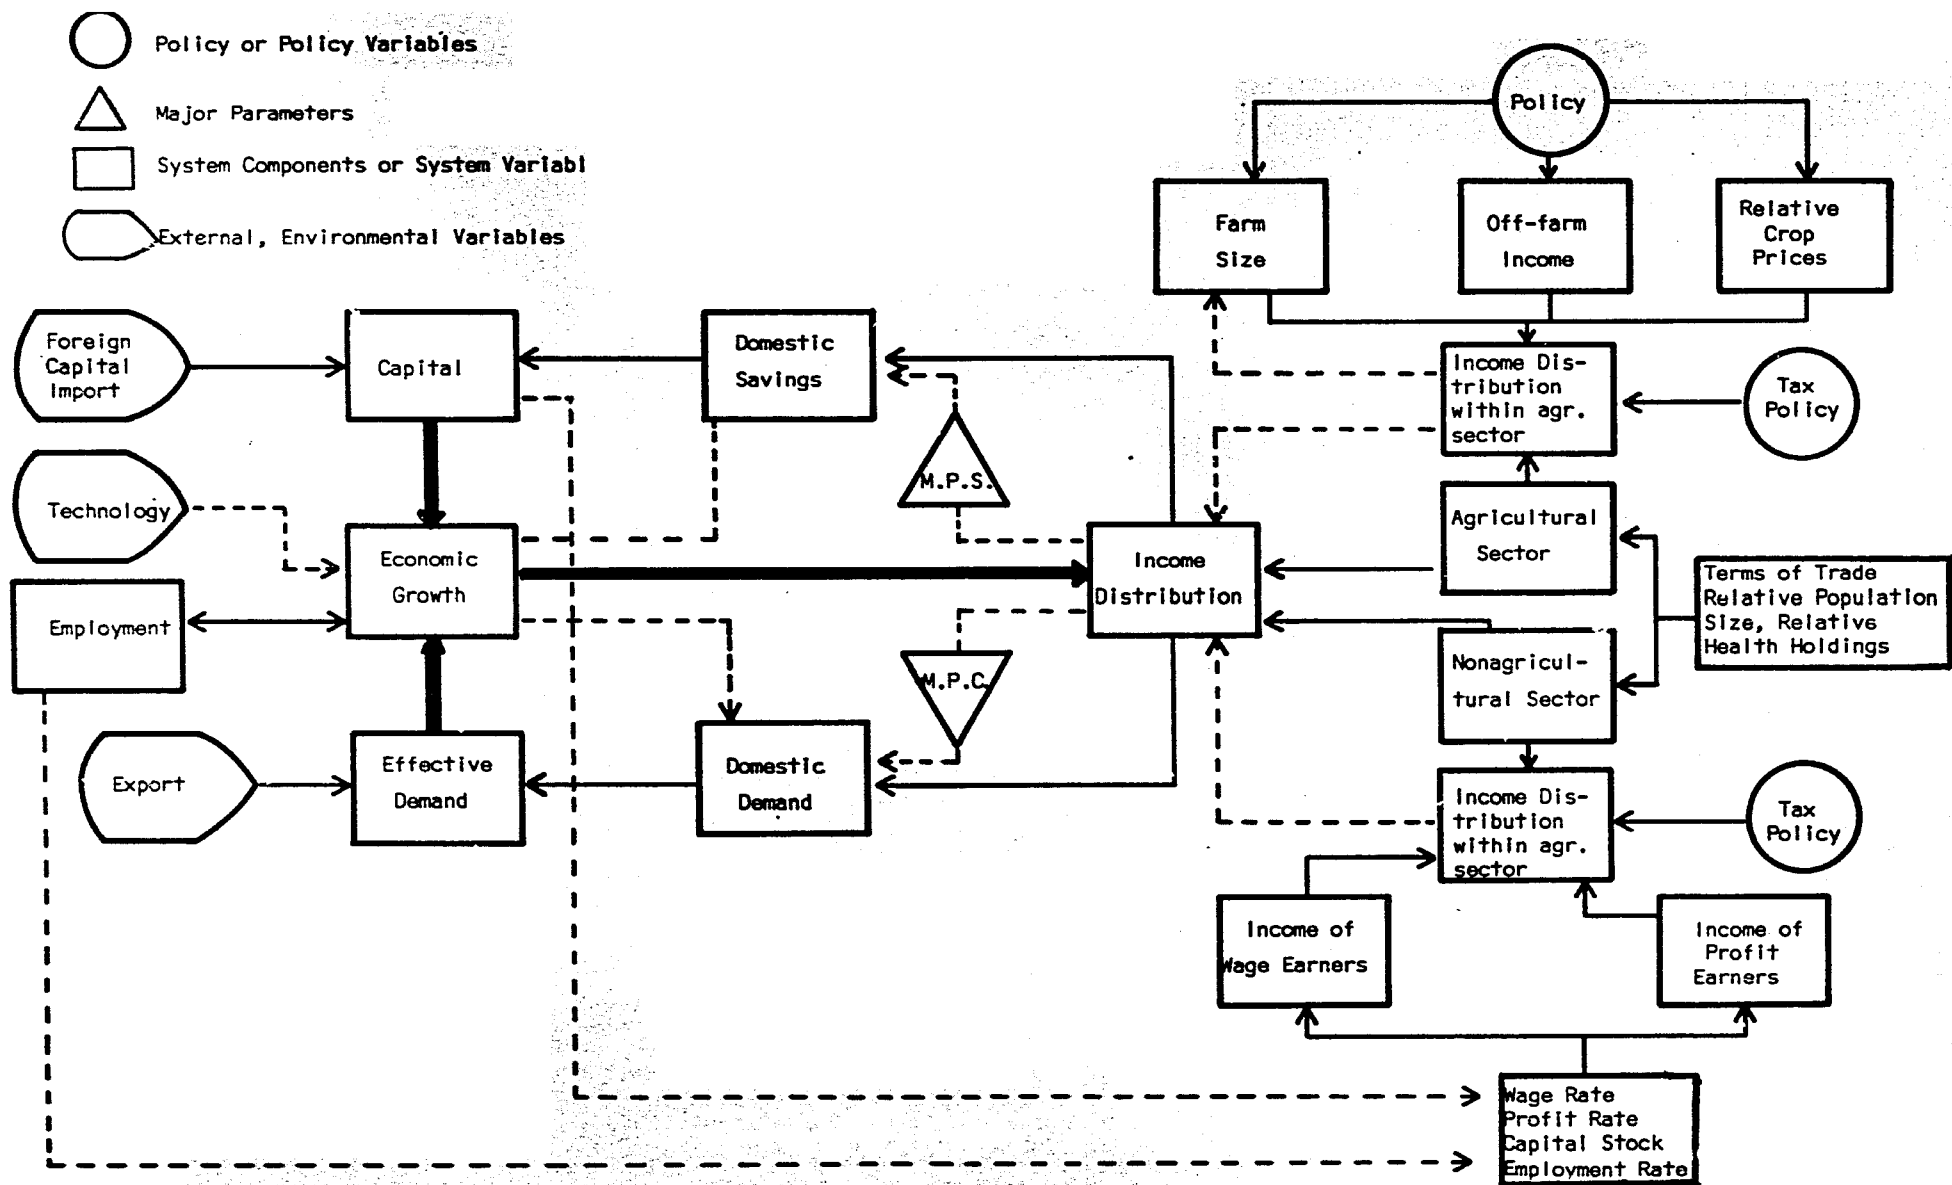 Policy or Policy Variables
Major Parameters
System Components or System Variabl
External, Environmental Variables
Policy
Farm
Size
Off-farm
Income
Relative
Crop
Prices
Foreign
Capital
Import
Capital
Domestic
Savings
Income Dis-
tribution
within agr.
sector
Tax
Policy
M.P.S.
Technology
Economic
Growth
Income
Distribution
Agricultural
Sector
Terms of Trade
Relative Population
Size, Relative
Health Holdings
Employment
M.P.C.
Nonagricul-
tural Sector
Export
Effective
Demand
Domestic
Demand
Income Dis-
tribution
within agr.
sector
Tax
Policy
Income of
Wage Earners
Income of
Profit
Earners
Wage Rate
Profit Rate
Capital Stock
Employment Rate